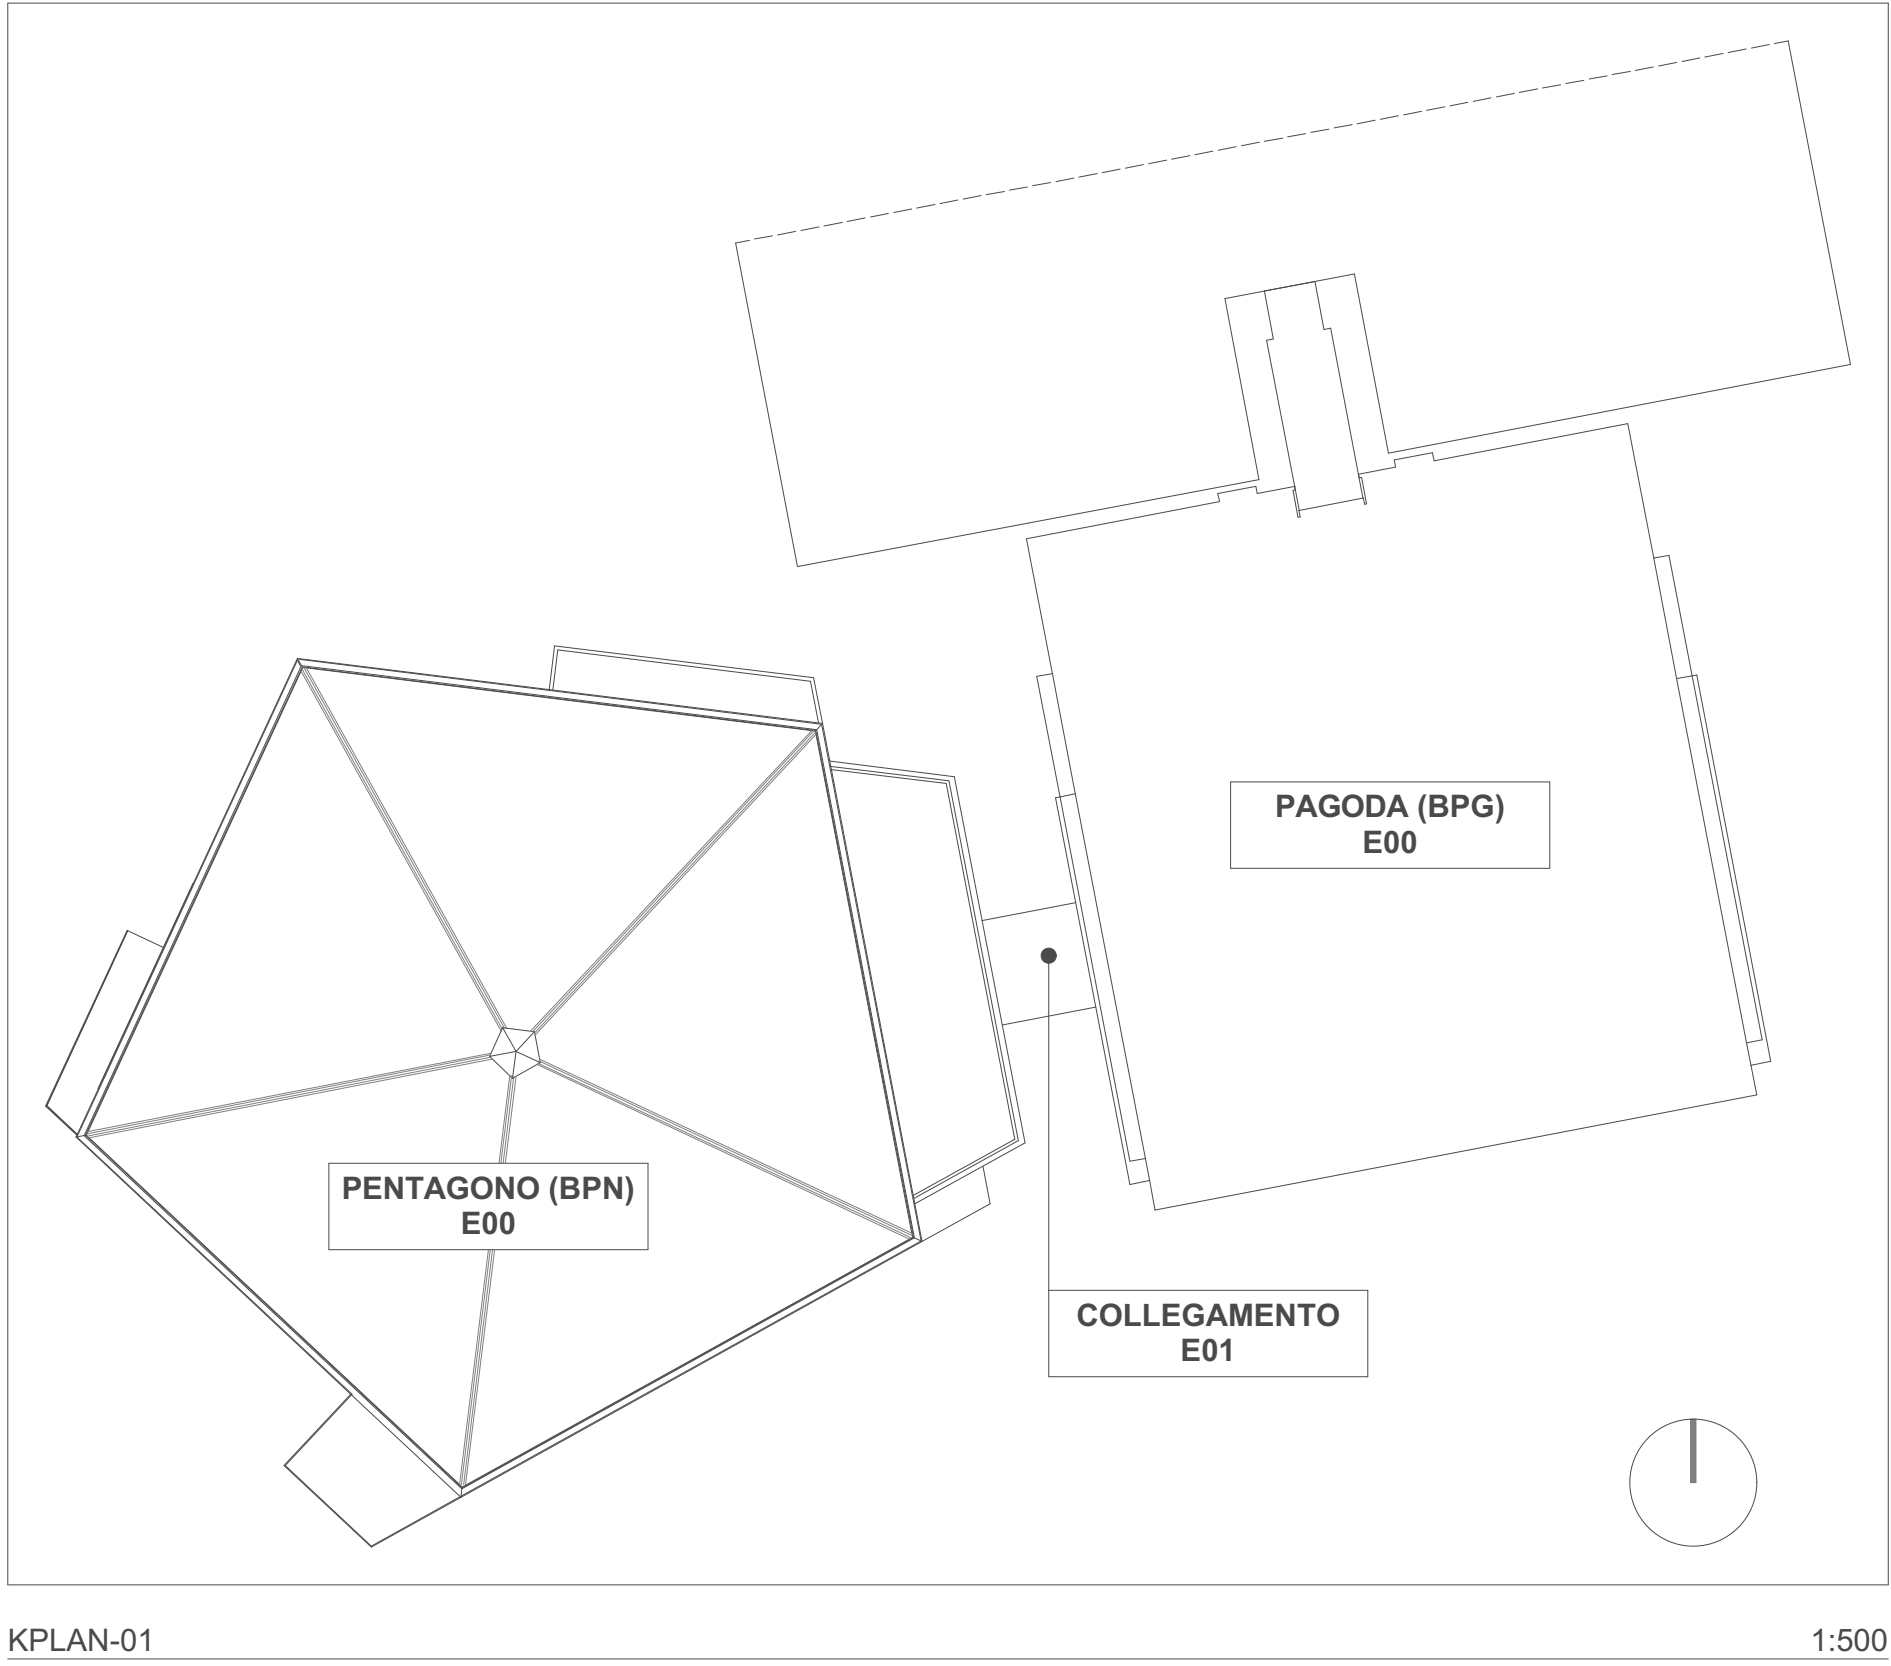 PAGODA (BPG)
E00
PENTAGONO (BPN)
E00
COLLEGAMENTO
E01
KPLAN-01
1:500